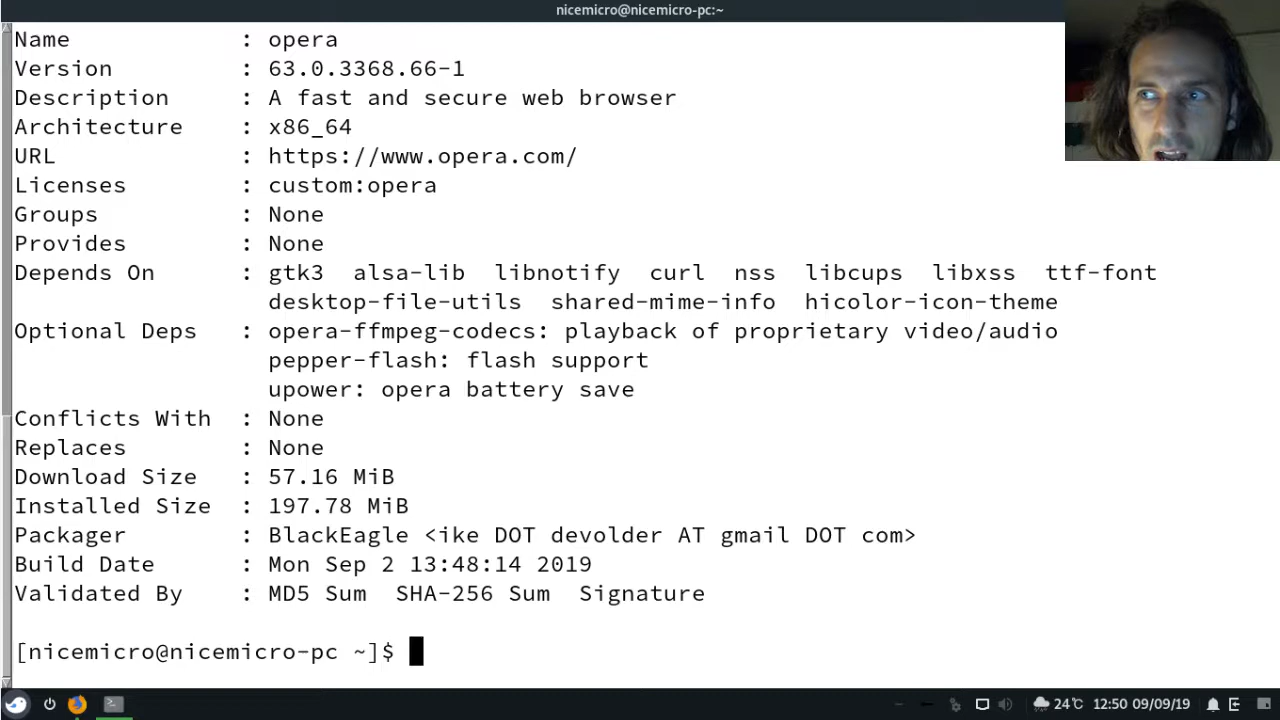 nicemicro@nicemicro-pc:~
Name : opera
Version : 63.0.3368.66-1
Description : A fast and secure web browser
Architecture : x86_64
URL : https://www.opera.com/
Licenses : custom:opera
Groups : None
Provides : None
Depends On : gtk3 alsa-lib libnotify curl nss libcups libxss ttf-font
desktop-file-utils shared-mime-info hicolor-icon-theme
Optional Deps : opera-ffmpeg-codecs: playback of proprietary video/audio
pepper-flash: flash support
upower: opera battery save
Conflicts With : None
Replaces : None
Download Size : 57.16 MiB
Installed Size : 197.78 MiB
Packager : BlackEagle <ike DOT devolder AT gmail DOT com>
Build Date : Mon Sep 2 13:48:14 2019
Validated By : MD5 Sum SHA-256 Sum Signature
[nicemicro@nicemicro-pc ~]$
24℃ 12:50 09/09/19